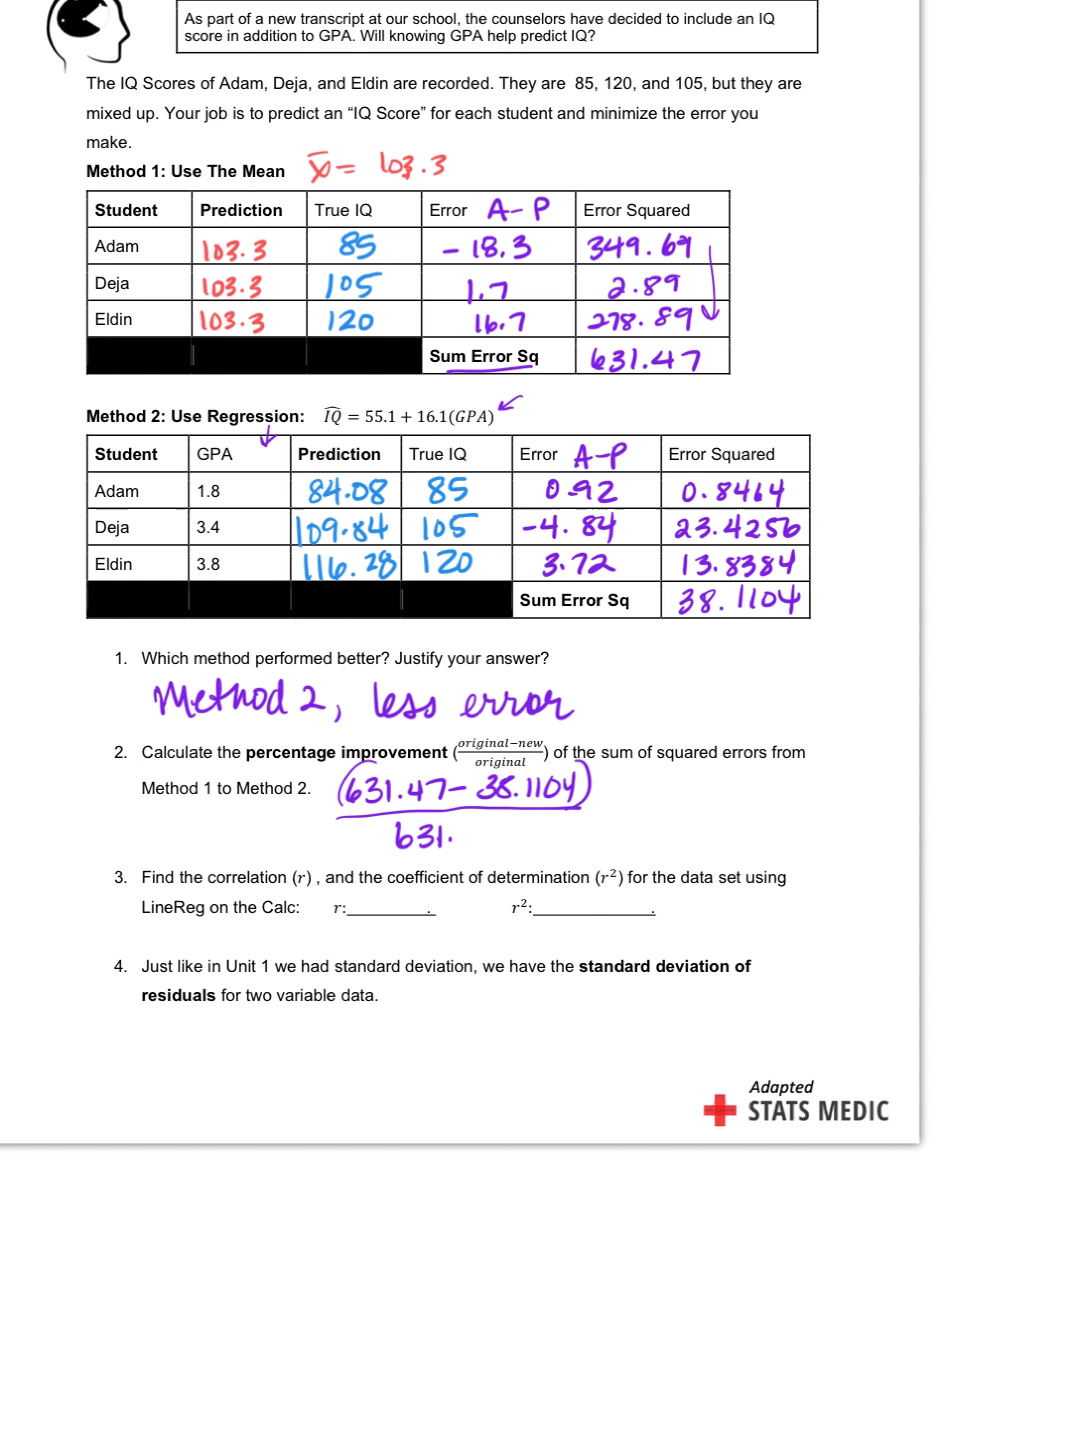 As part of a new transcript at our school, the counselors have decided to include an IQ
score in addition to GPA. Will knowing GPA help predict IQ?
The IQ Scores of Adam, Deja, and Eldin are recorded. They are 85, 120, and 105, but they are
mixed up. Your job is to predict an “IQ Score” for each student and minimize the error you
make.
Method 1: Use The Mean x̄ = 103.3
Student Prediction True IQ Error A-P Error Squared
Adam 103.3 85 -18.3 349.69
Deja 103.3 105 1.7 2.89
Eldin 103.3 120 16.7 278.89
Sum Error Sq 631.47
Method 2: Use Regression: \widehat{IQ} = 55.1 + 16.1(GPA)
Student GPA Prediction True IQ Error A-P Error Squared
Adam 1.8 84.08 85 0.92 0.8464
Deja 3.4 109.84 105 -4.84 23.4256
Eldin 3.8 116.28 120 3.72 13.8384
Sum Error Sq 38.1104
1. Which method performed better? Justify your answer?
Method 2, less error
2. Calculate the percentage improvement (original−new/original) of the sum of squared errors from
Method 1 to Method 2. (631.47-38.1104)
631.
3. Find the correlation (r) , and the coefficient of determination (r²) for the data set using
LineReg on the Calc: r:_________. r²:_____________.
4. Just like in Unit 1 we had standard deviation, we have the standard deviation of
residuals for two variable data.
Adapted
STATS MEDIC